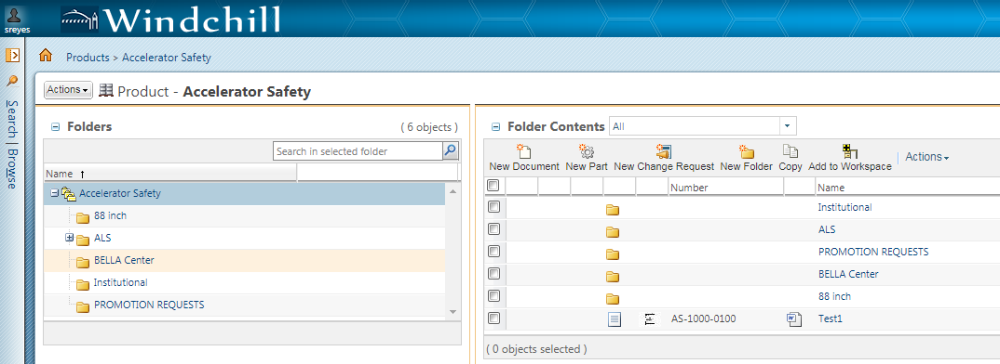 sreyes
Windchill
Products > Accelerator Safety
Search | Browse
Actions
Product - Accelerator Safety
Folders
( 6 objects )
Search in selected folder
Name
Accelerator Safety
88 inch
ALS
BELLA Center
Institutional
PROMOTION REQUESTS
Folder Contents
All
New Document New Part New Change Request New Folder Copy Add to Workspace Actions
Number Name
Institutional
ALS
PROMOTION REQUESTS
BELLA Center
88 inch
AS-1000-0100 Test1
( 0 objects selected )